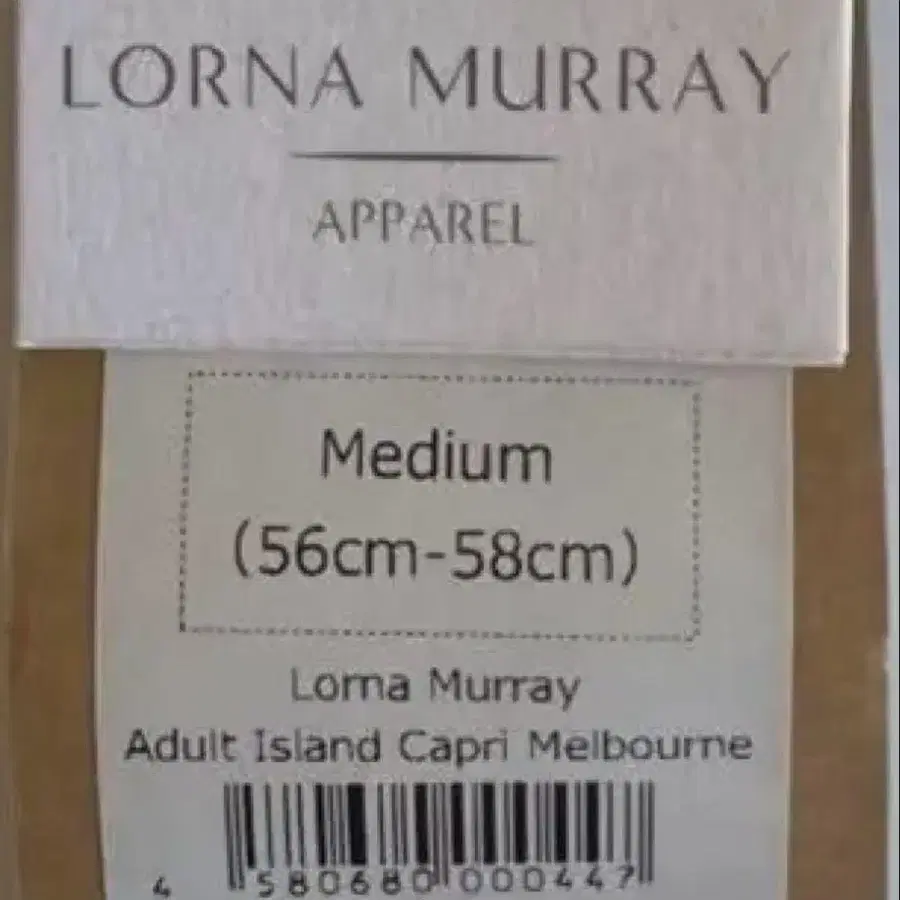 LORNA MURRAY
APPAREL
Medium
(56cm-58cm)
Lorna Murray
Adult Island Capri Melbourne
4 580680 000447